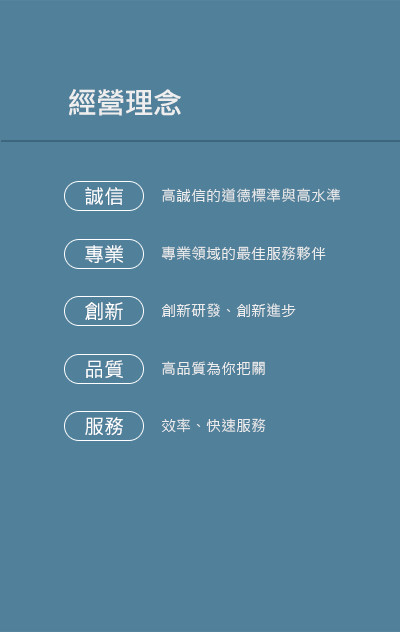 經營理念
誠信 高誠信的道德標準與高水準
專業 專業領域的最佳服務夥伴
創新 創新研發、創新進步
品質 高品質為你把關
服務 效率、快速服務